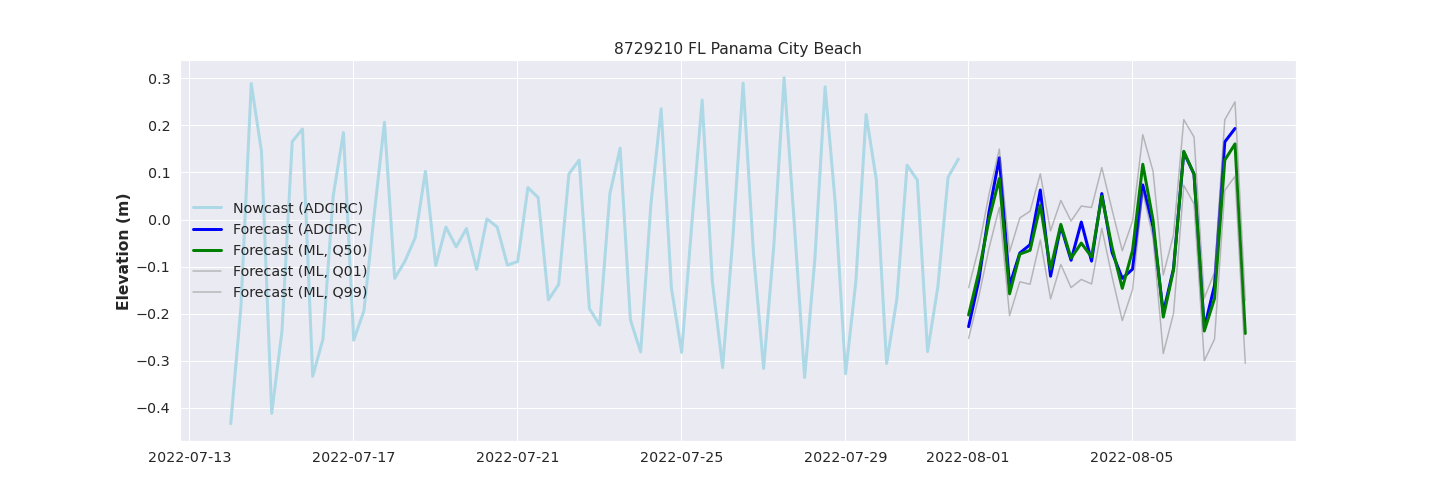 8729210 FL Panama City Beach
Elevation (m)
0.3
0.2
0.1
0.0
−0.1
−0.2
−0.3
−0.4
Nowcast (ADCIRC)
Forecast (ADCIRC)
Forecast (ML, Q50)
Forecast (ML, Q01)
Forecast (ML, Q99)
2022-07-13 2022-07-17 2022-07-21 2022-07-25 2022-07-29 2022-08-01 2022-08-05